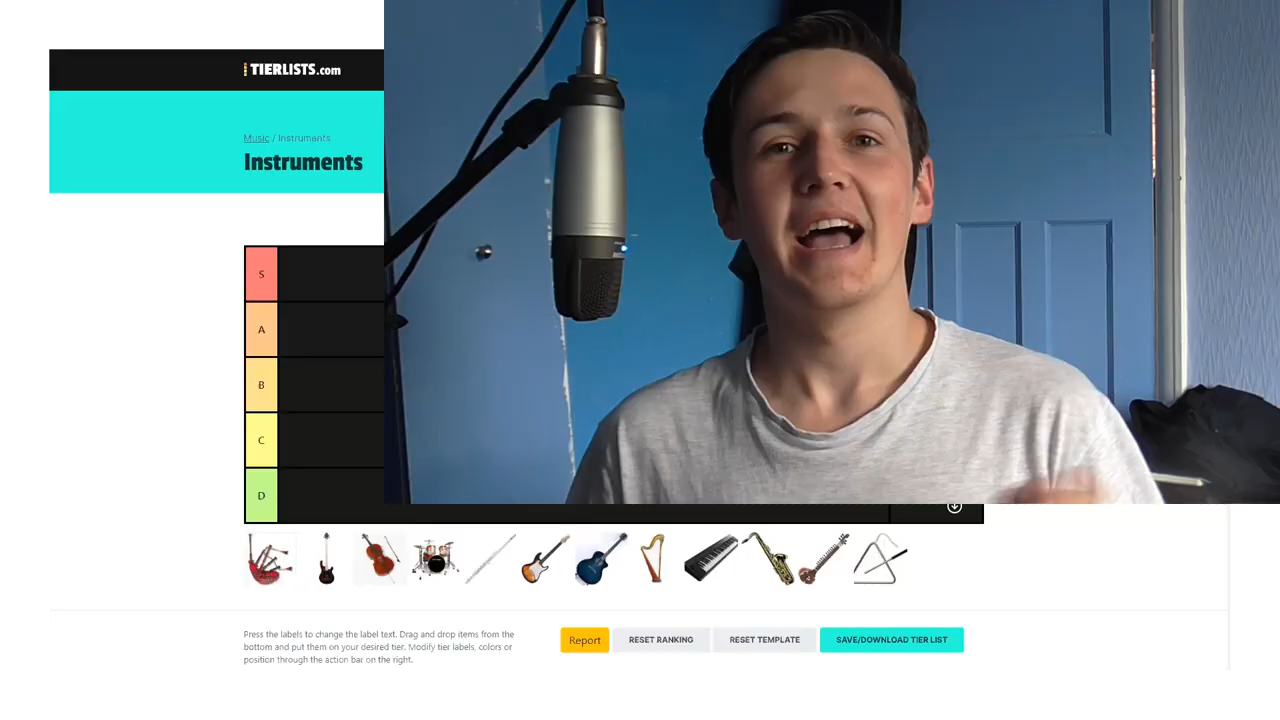 TIERLISTS.com
Music / Instruments
Instruments
S
A
B
C
D
Press the labels to change the label text. Drag and drop items from the
bottom and put them on your desired tier. Modify tier labels, colors or
position through the action bar on the right.
Report
RESET RANKING
RESET TEMPLATE
SAVE/DOWNLOAD TIER LIST